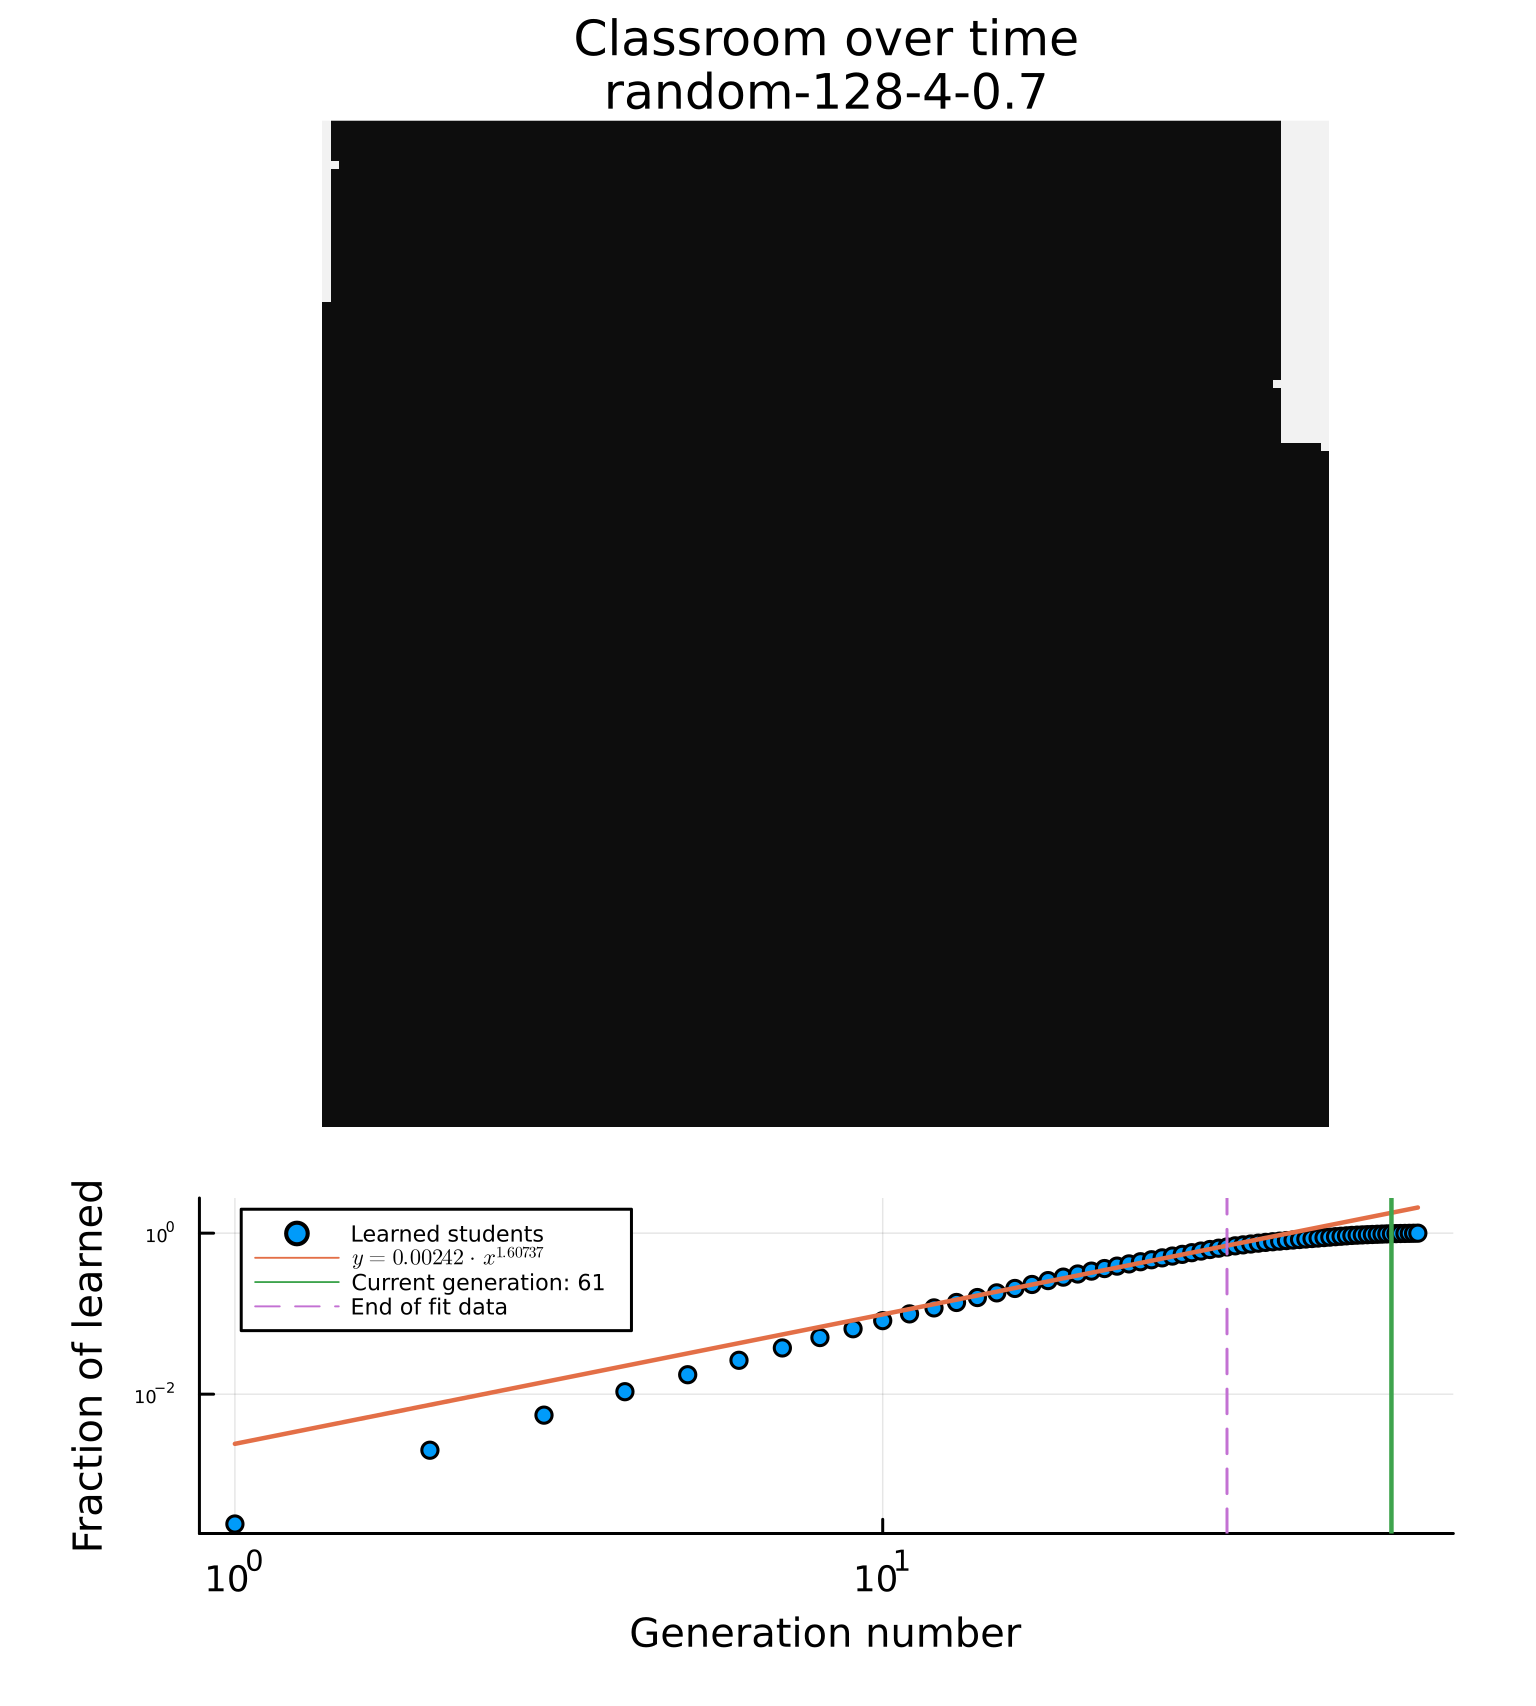 Classroom over time
random-128-4-0.7
Fraction of learned
10^0
10^−2
Learned students
y = 0.00242 · x^1.60737
Current generation: 61
End of fit data
10^0
10^1
Generation number